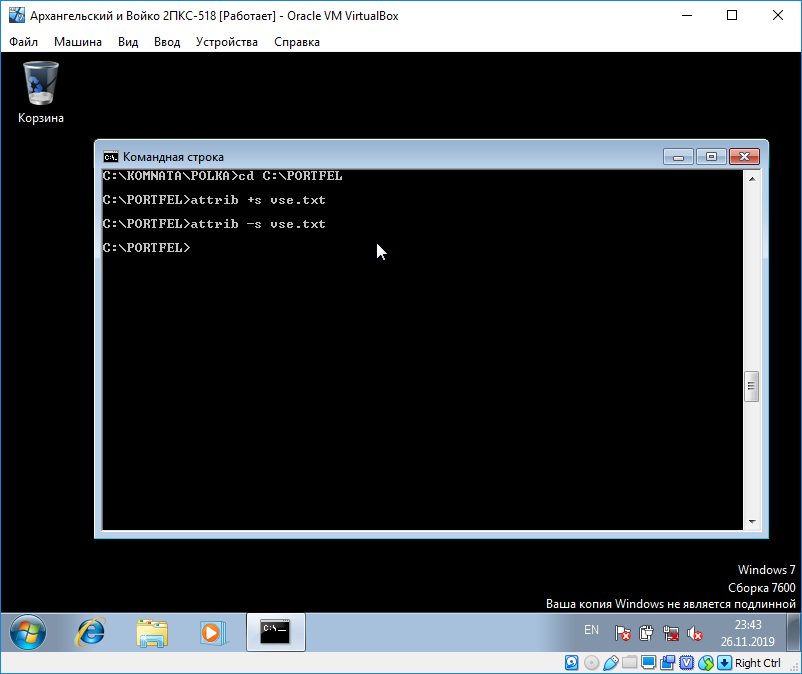 Архангельский и Войко 2ПКС-518 [Работает] - Oracle VM VirtualBox
Файл Машина Вид Ввод Устройства Справка
Корзина
Командная строка
C:\KOMNATA\POLKA>cd C:\PORTFEL
C:\PORTFEL>attrib +s vse.txt
C:\PORTFEL>attrib -s vse.txt
C:\PORTFEL>
Windows 7
Сборка 7600
Ваша копия Windows не является подлинной
EN
23:43
26.11.2019
Right Ctrl